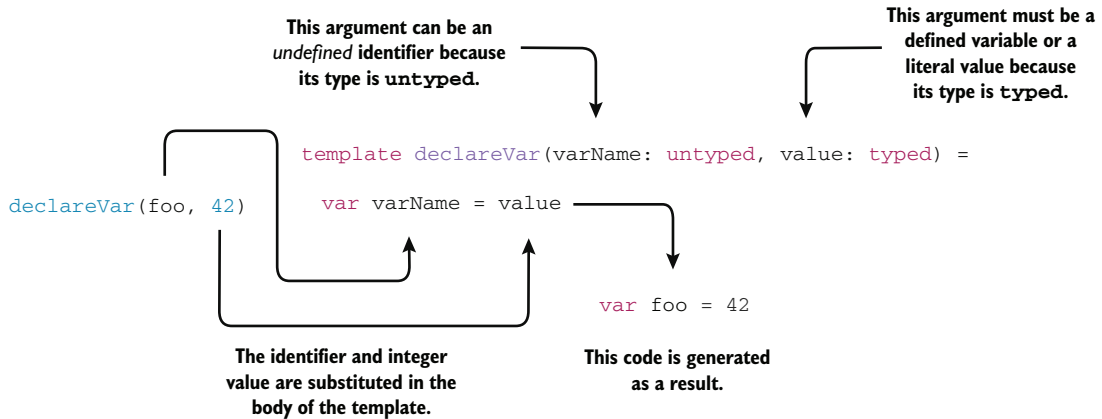 This argument can be an
undefined identifier because
its type is untyped.
This argument must be a
defined variable or a
literal value because
its type is typed.
template declareVar(varName: untyped, value: typed) =
declareVar(foo, 42)
var varName = value
var foo = 42
The identifier and integer
value are substituted in the
body of the template.
This code is generated
as a result.